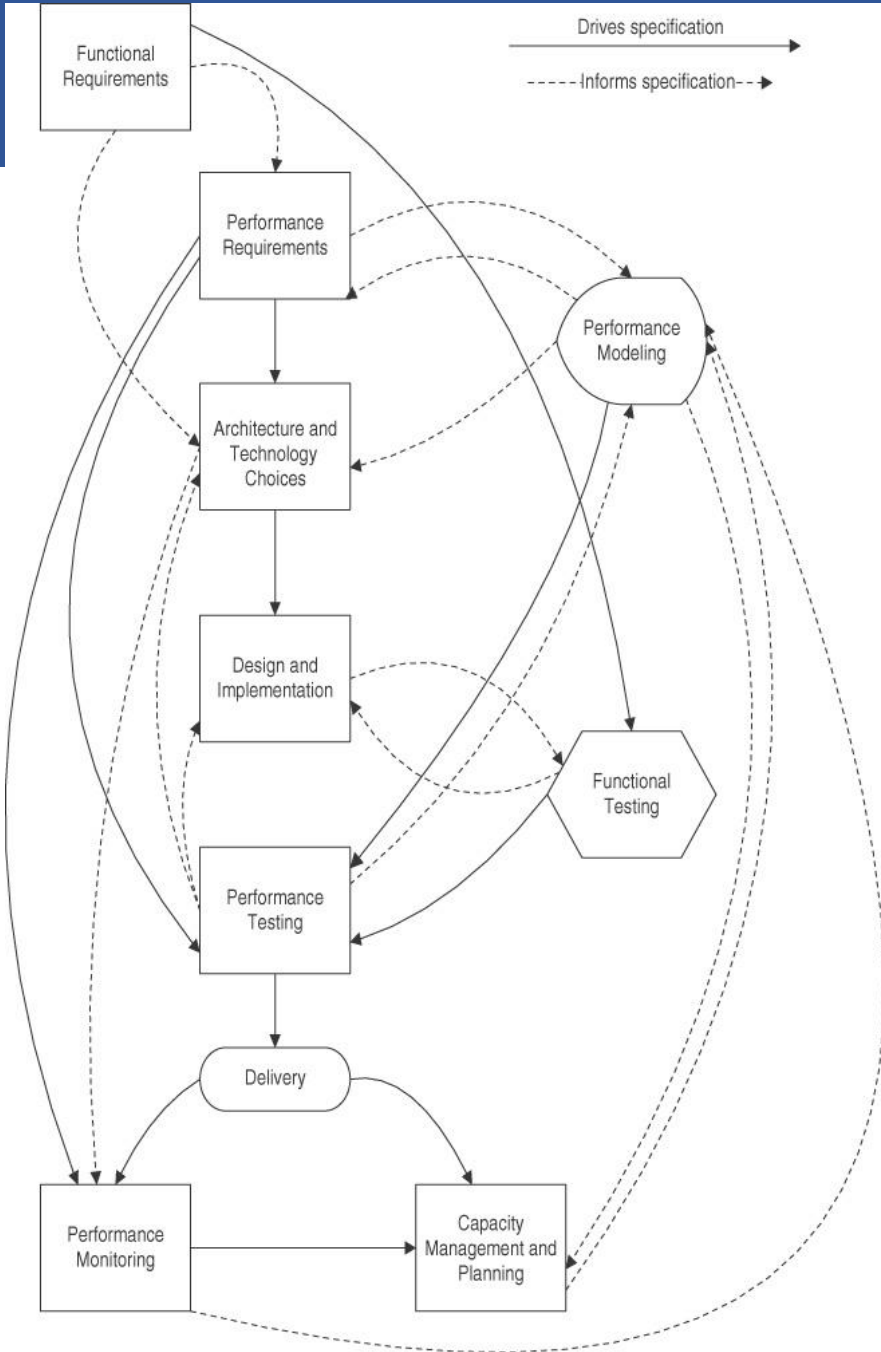 Drives specification
Informs specification
Functional
Requirements
Performance
Requirements
Performance
Modeling
Architecture and
Technology
Choices
Design and
Implementation
Functional
Testing
Performance
Testing
Delivery
Performance
Monitoring
Capacity
Management and
Planning